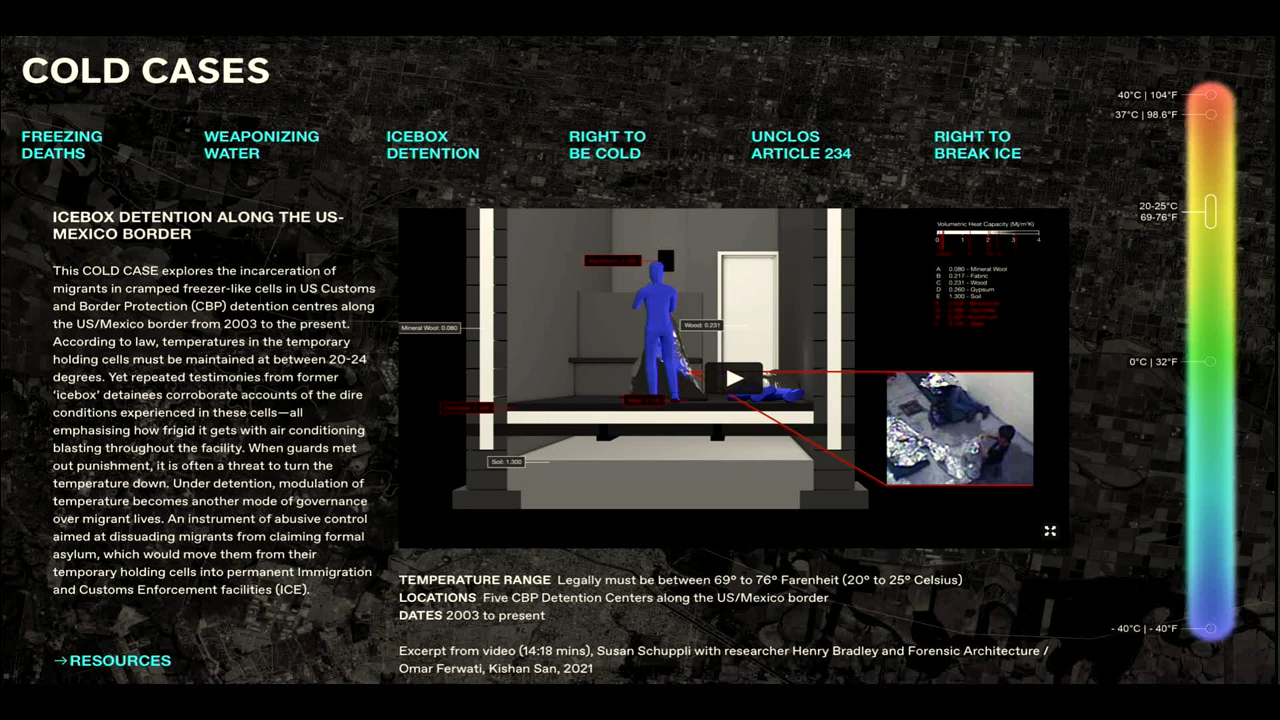 COLD CASES
FREEZING
DEATHS
WEAPONIZING
WATER
ICEBOX
DETENTION
RIGHT TO
BE COLD
UNCLOS
ARTICLE 234
RIGHT TO
BREAK ICE
ICEBOX DETENTION ALONG THE US-
MEXICO BORDER
This COLD CASE explores the incarceration of
migrants in cramped freezer-like cells in US Customs
and Border Protection (CBP) detention centres along
the US/Mexico border from 2003 to the present.
According to law, temperatures in the temporary
holding cells must be maintained at between 20-24
degrees. Yet repeated testimonies from former
‘icebox’ detainees corroborate accounts of the dire
conditions experienced in these cells—all
emphasising how frigid it gets with air conditioning
blasting throughout the facility. When guards met
out punishment, it is often a threat to turn the
temperature down. Under detention, modulation of
temperature becomes another mode of governance
over migrant lives. An instrument of abusive control
aimed at dissuading migrants from claiming formal
asylum, which would move them from their
temporary holding cells into permanent Immigration
and Customs Enforcement facilities (ICE).
→RESOURCES
Mineral Wool: 0.080
Wood: 0.231
Soil: 1.300
Volumetric Heat Capacity (Mj/m³K)
0 1 2 3 4
A 0.080 - Mineral Wool
B 0.217 - Fabric
C 0.231 - Wood
D 0.260 - Gypsum
E 1.300 - Soil
TEMPERATURE RANGE Legally must be between 69° to 76° Farenheit (20° to 25° Celsius)
LOCATIONS Five CBP Detention Centers along the US/Mexico border
DATES 2003 to present
Excerpt from video (14:18 mins), Susan Schuppli with researcher Henry Bradley and Forensic Architecture /
Omar Ferwati, Kishan San, 2021
40°C | 104°F
37°C | 98.6°F
20-25°C
69-76°F
0°C | 32°F
- 40°C | - 40°F